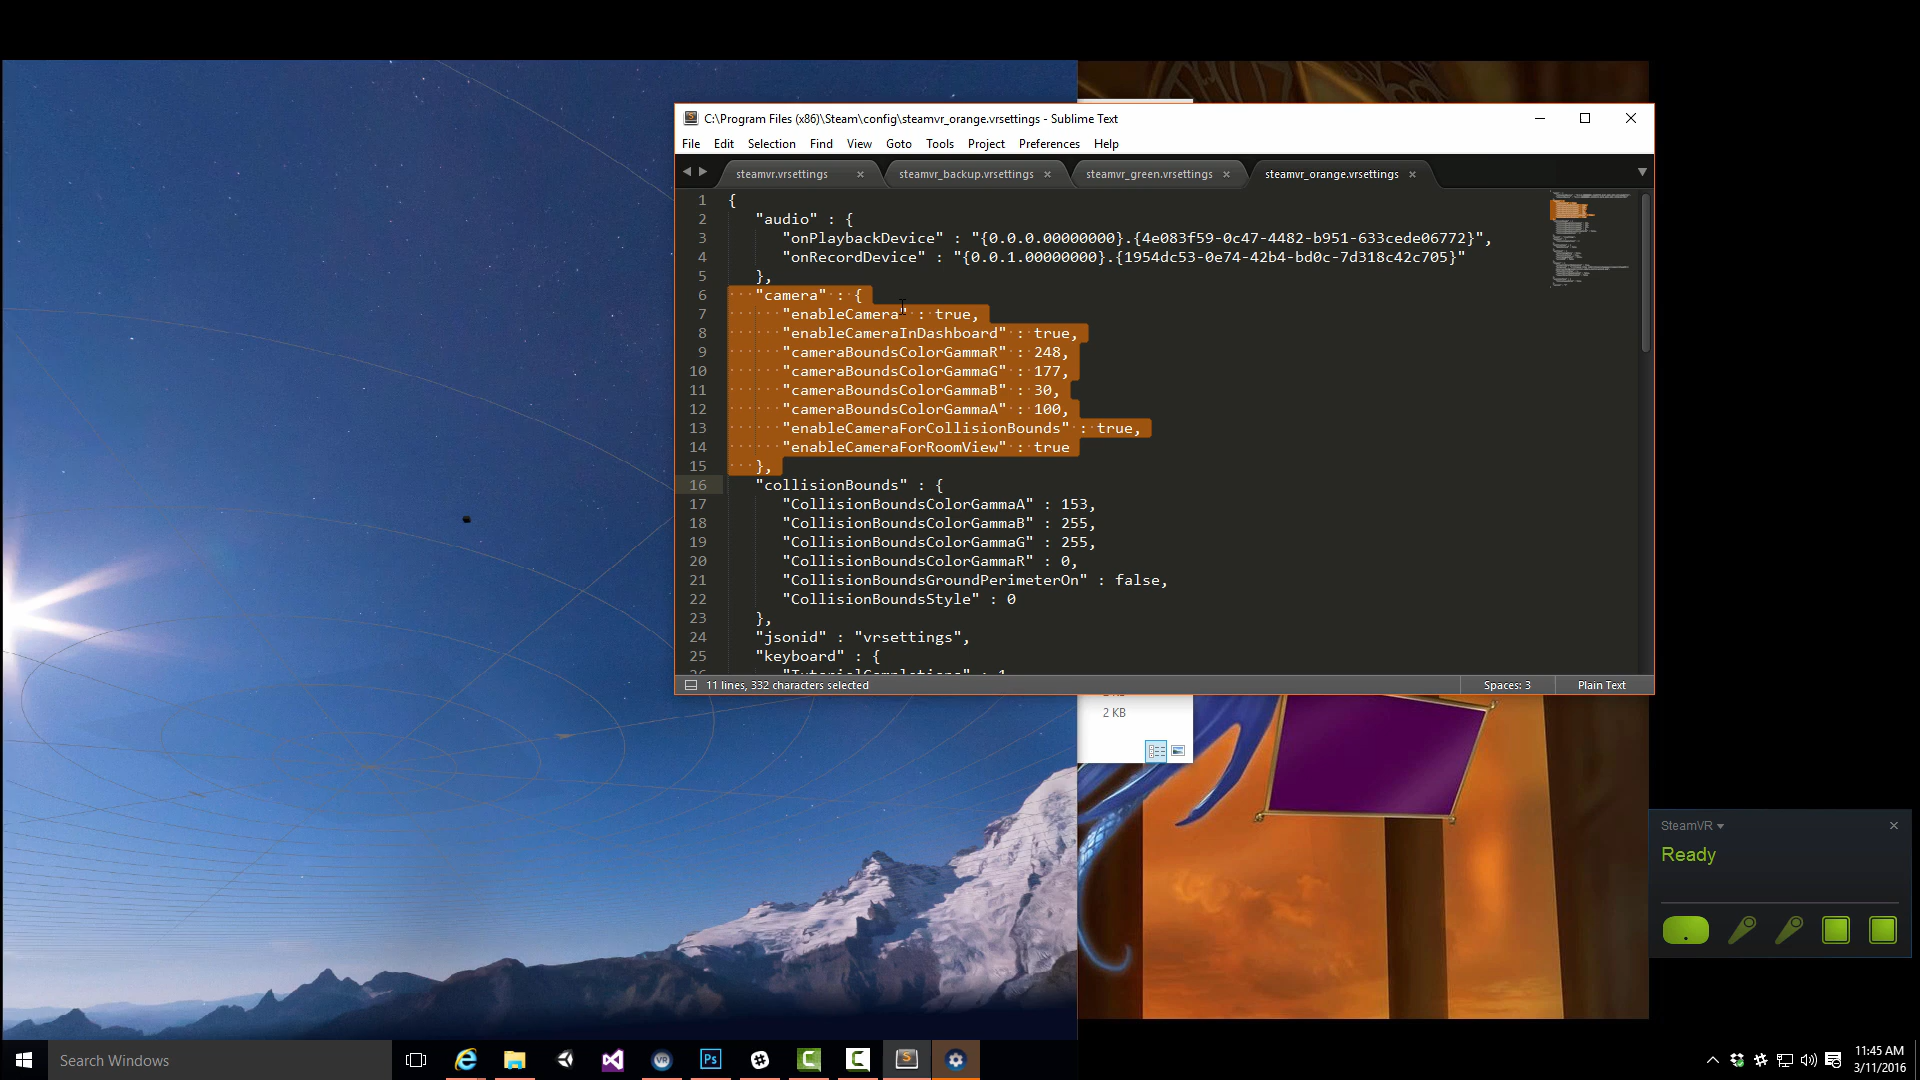 C:\Program Files (x86)\Steam\config\steamvr_orange.vrsettings - Sublime Text
File Edit Selection Find View Goto Tools Project Preferences Help
steamvr.vrsettings steamvr_backup.vrsettings steamvr_green.vrsettings steamvr_orange.vrsettings
1 {
2 "audio" : {
3 "onPlaybackDevice" : "{0.0.0.00000000}.{4e083f59-0c47-4482-b951-633cede06772}",
4 "onRecordDevice" : "{0.0.1.00000000}.{1954dc53-0e74-42b4-bd0c-7d318c42c705}"
5 },
6 "camera" : {
7 "enableCamera" : true,
8 "enableCameraInDashboard" : true,
9 "cameraBoundsColorGammaR" : 248,
10 "cameraBoundsColorGammaG" : 177,
11 "cameraBoundsColorGammaB" : 30,
12 "cameraBoundsColorGammaA" : 100,
13 "enableCameraForCollisionBounds" : true,
14 "enableCameraForRoomView" : true
15 },
16 "collisionBounds" : {
17 "CollisionBoundsColorGammaA" : 153,
18 "CollisionBoundsColorGammaB" : 255,
19 "CollisionBoundsColorGammaG" : 255,
20 "CollisionBoundsColorGammaR" : 0,
21 "CollisionBoundsGroundPerimeterOn" : false,
22 "CollisionBoundsStyle" : 0
23 },
24 "jsonid" : "vrsettings",
25 "keyboard" : {
11 lines, 332 characters selected
Spaces: 3
Plain Text
2 KB
SteamVR
Ready
Search Windows
VR
Ps
11:45 AM
3/11/2016